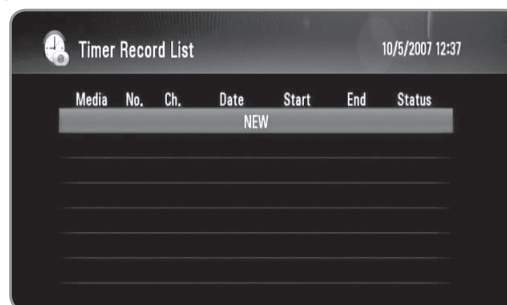 Timer Record List 10/5/2007 12:37
Media No. Ch. Date Start End Status
NEW